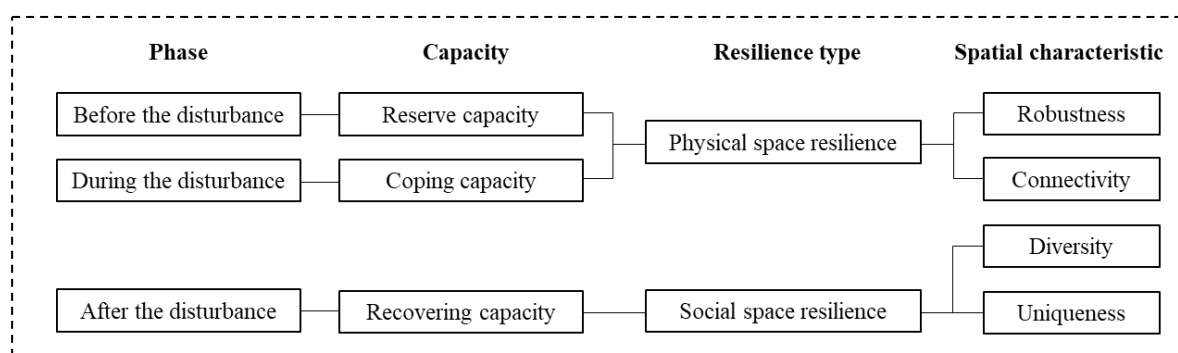 Phase Capacity Resilience type Spatial characteristic
Before the disturbance Reserve capacity Robustness
Physical space resilience
During the disturbance Coping capacity Connectivity
Diversity
After the disturbance Recovering capacity Social space resilience Uniqueness